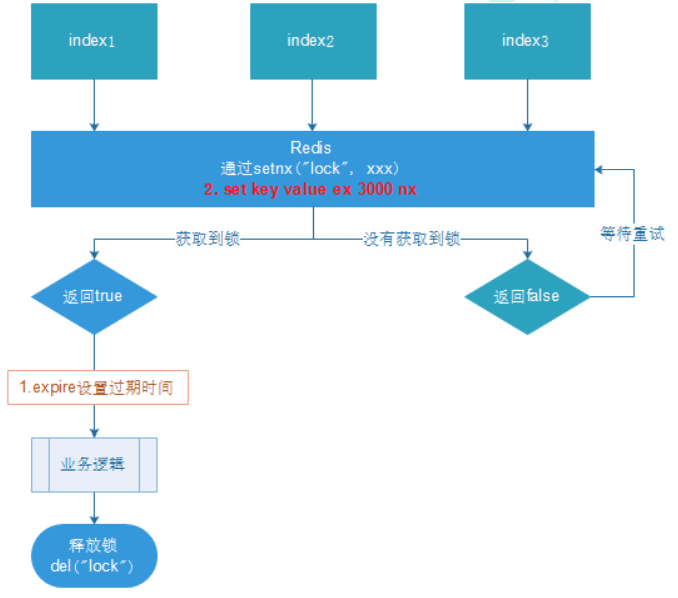 index1
index2
index3
Redis
通过setnx("lock", xxx)
2. set key value ex 3000 nx
获取到锁
没有获取到锁
等待重试
返回true
返回false
1.expire设置过期时间
业务逻辑
释放锁
del("lock")